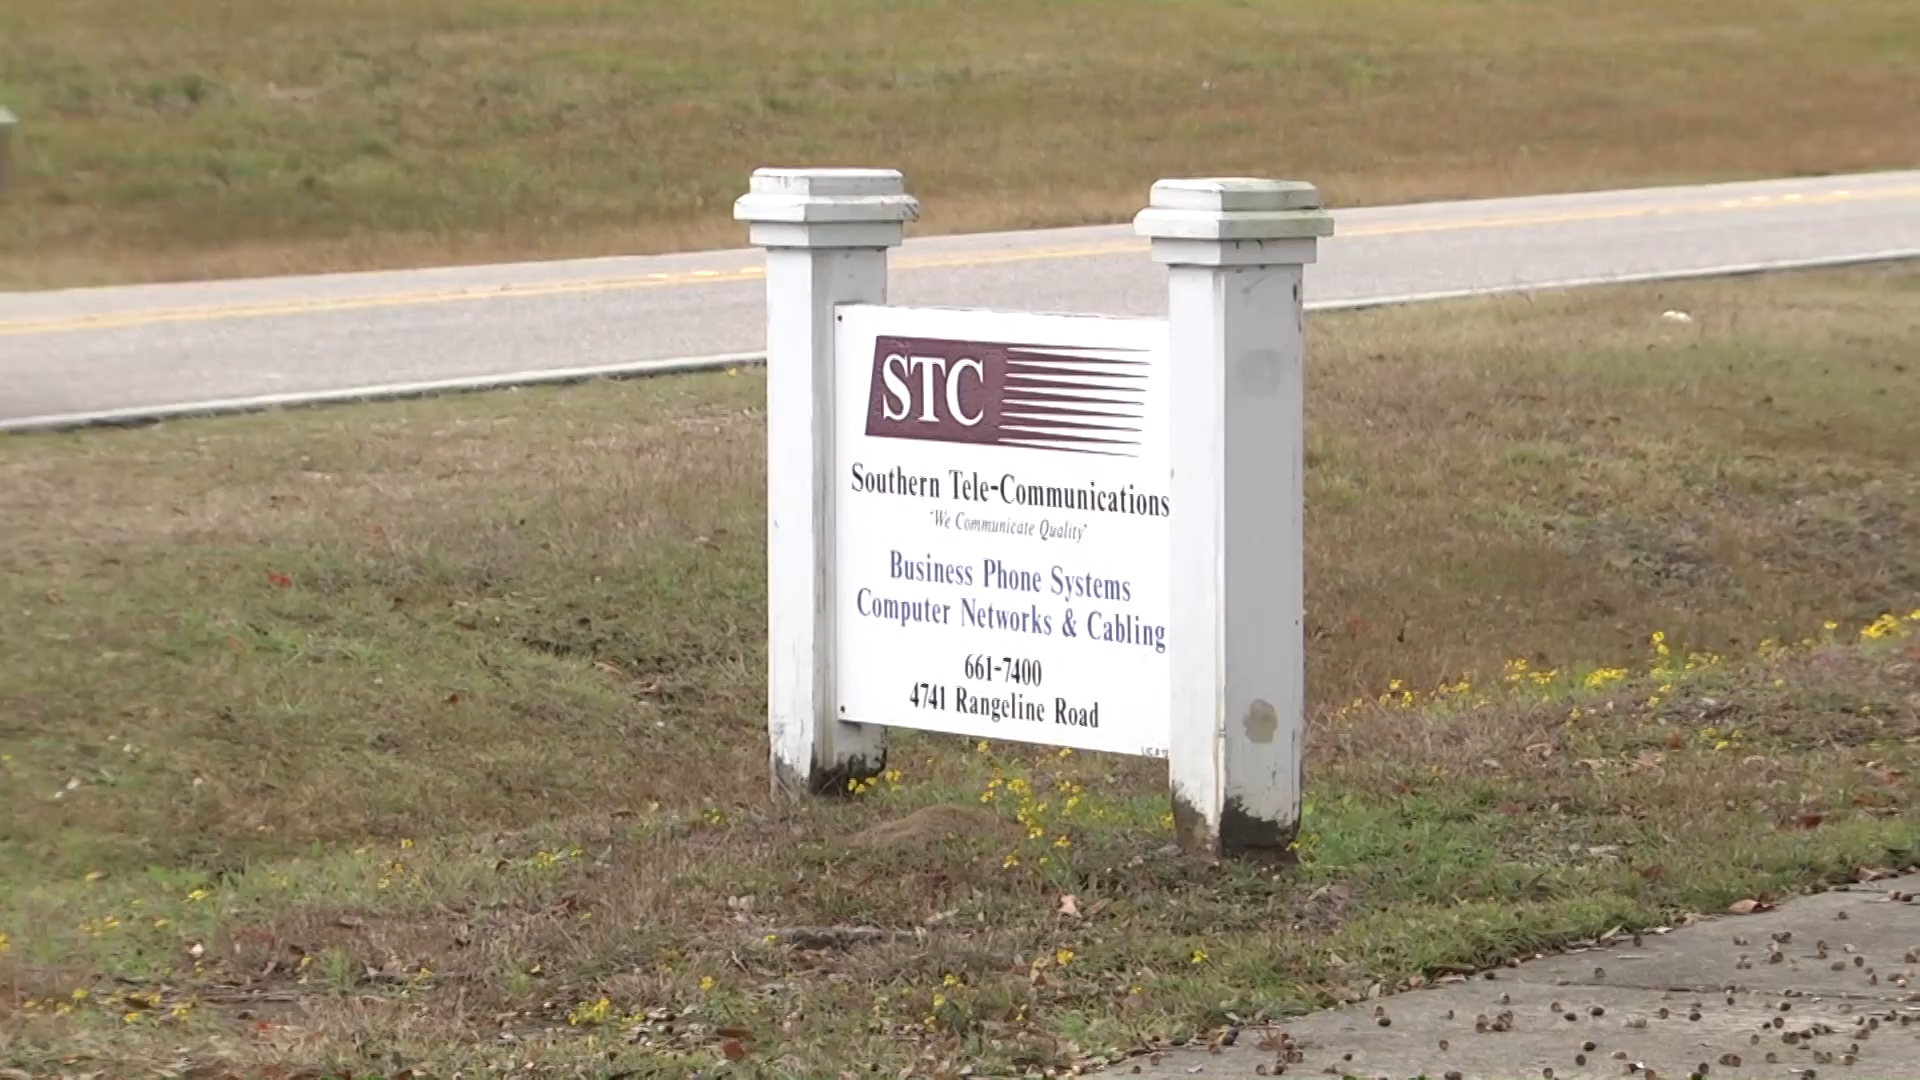 STC
Southern Tele-Communications
"We Communicate Quality"
Business Phone Systems
Computer Networks & Cabling
661-7400
4741 Rangeline Road